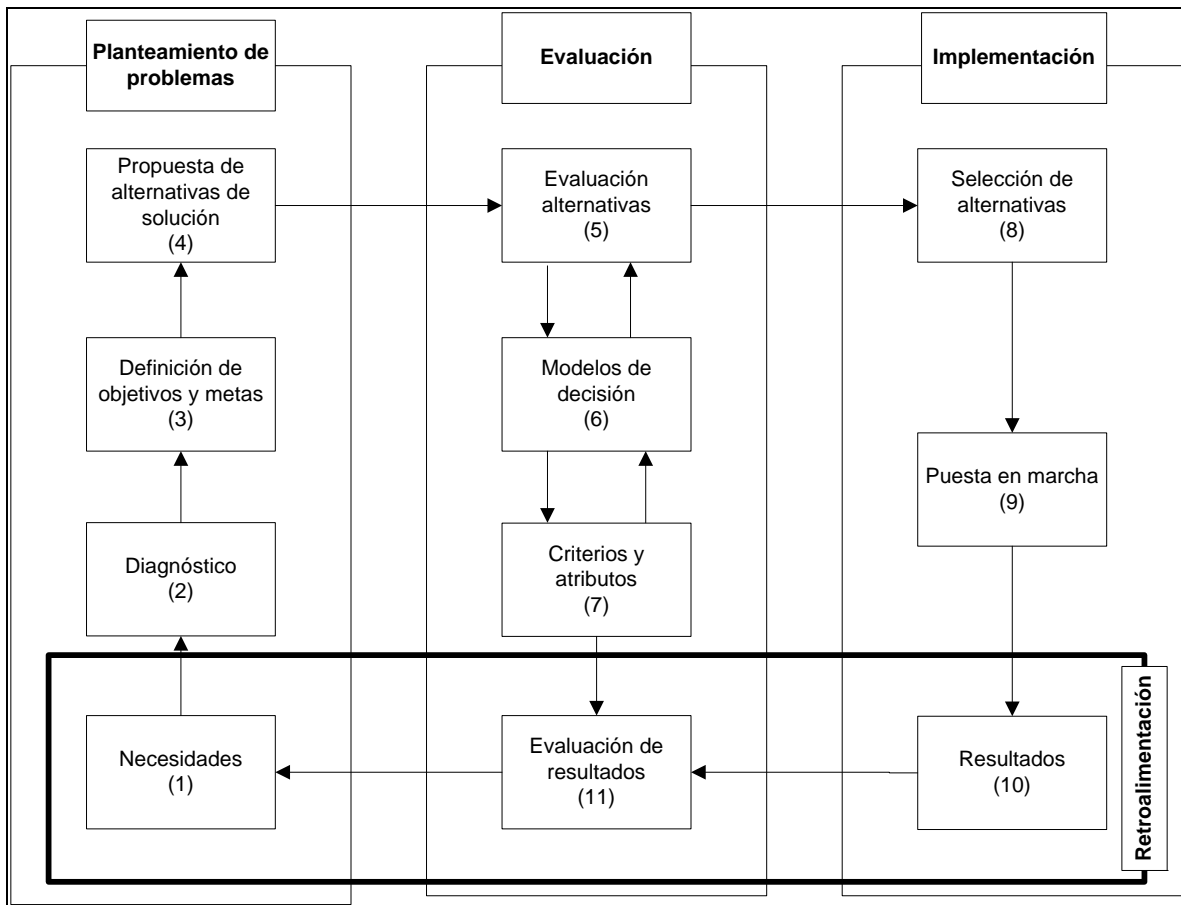 Planteamiento de
problemas
Propuesta de
alternativas de
solución
(4)
Definición de
objetivos y metas
(3)
Diagnóstico
(2)
Necesidades
(1)
Evaluación
Evaluación
alternativas
(5)
Modelos de
decisión
(6)
Criterios y
atributos
(7)
Evaluación de
resultados
(11)
Implementación
Selección de
alternativas
(8)
Puesta en marcha
(9)
Resultados
(10)
Retroalimentación